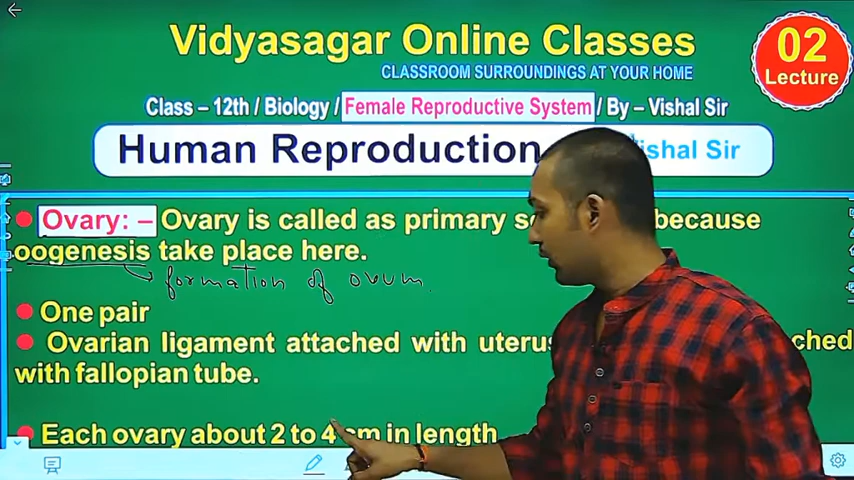 Vidyasagar Online Classes
CLASSROOM SURROUNDINGS AT YOUR HOME
02
Lecture
Class – 12th / Biology / Female Reproductive System / By – Vishal Sir
Human Reproduction
ishal Sir
Ovary: – Ovary is called as primary because
oogenesis take place here.
formation of ovum.
One pair
Ovarian ligament attached with
with fallopian tube.
Each ovary about 2 to 4 cm in length